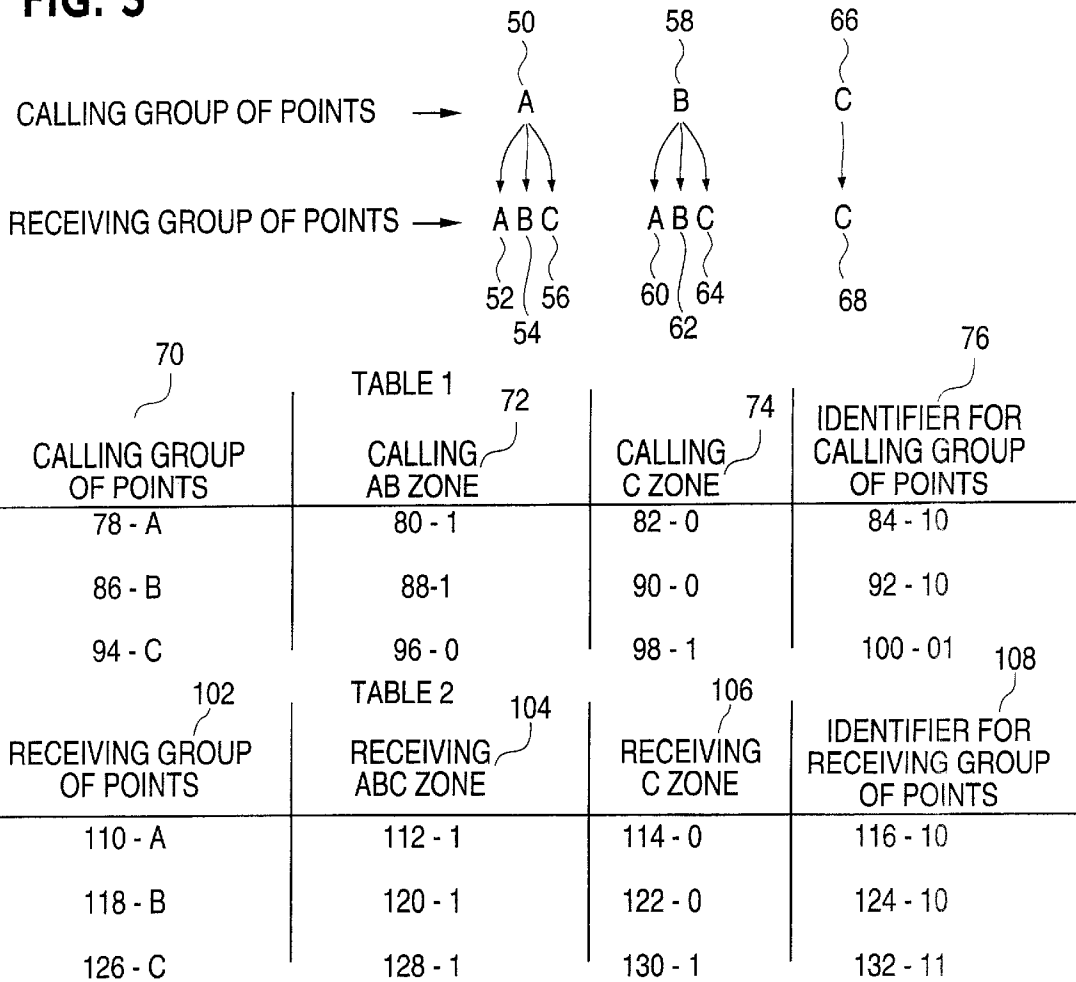 FIG. 3
50 58 66
CALLING GROUP OF POINTS A B C
RECEIVING GROUP OF POINTS A B C A B C C
52 56 60 64 68
54 62
70 76
TABLE 1
72 74
CALLING GROUP OF POINTS
CALLING AB ZONE
CALLING C ZONE
IDENTIFIER FOR CALLING GROUP OF POINTS
78 - A 80 - 1 82 - 0 84 - 10
86 - B 88-1 90 - 0 92 - 10
94 - C 96 - 0 98 - 1 100 - 01
TABLE 2
102 104 106 108
RECEIVING GROUP OF POINTS
RECEIVING ABC ZONE
RECEIVING C ZONE
IDENTIFIER FOR RECEIVING GROUP OF POINTS
110 - A 112 - 1 114 - 0 116 - 10
118 - B 120 - 1 122 - 0 124 - 10
126 - C 128 - 1 130 - 1 132 - 11